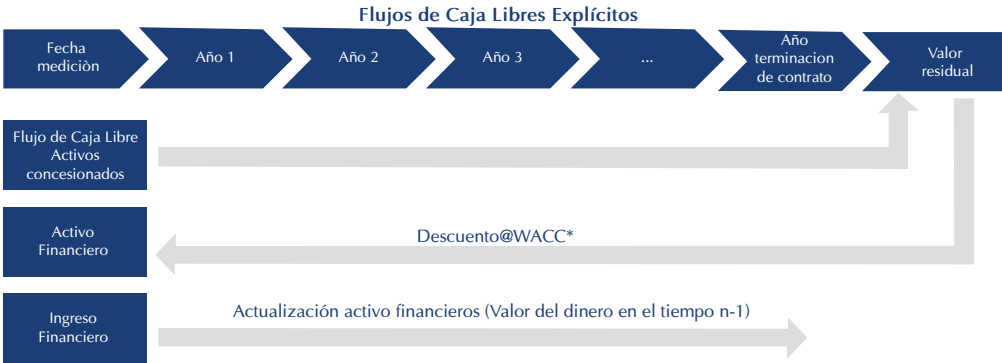 Flujos de Caja Libres Explícitos
Fecha
mediciòn
Año 1
Año 2
Año 3
...
Año
terminacion
de contrato
Valor
residual
Flujo de Caja Libre
Activos
concesionados
Activo
Financiero
Descuento@WACC*
Ingreso
Financiero
Actualización activo financieros (Valor del dinero en el tiempo n-1)